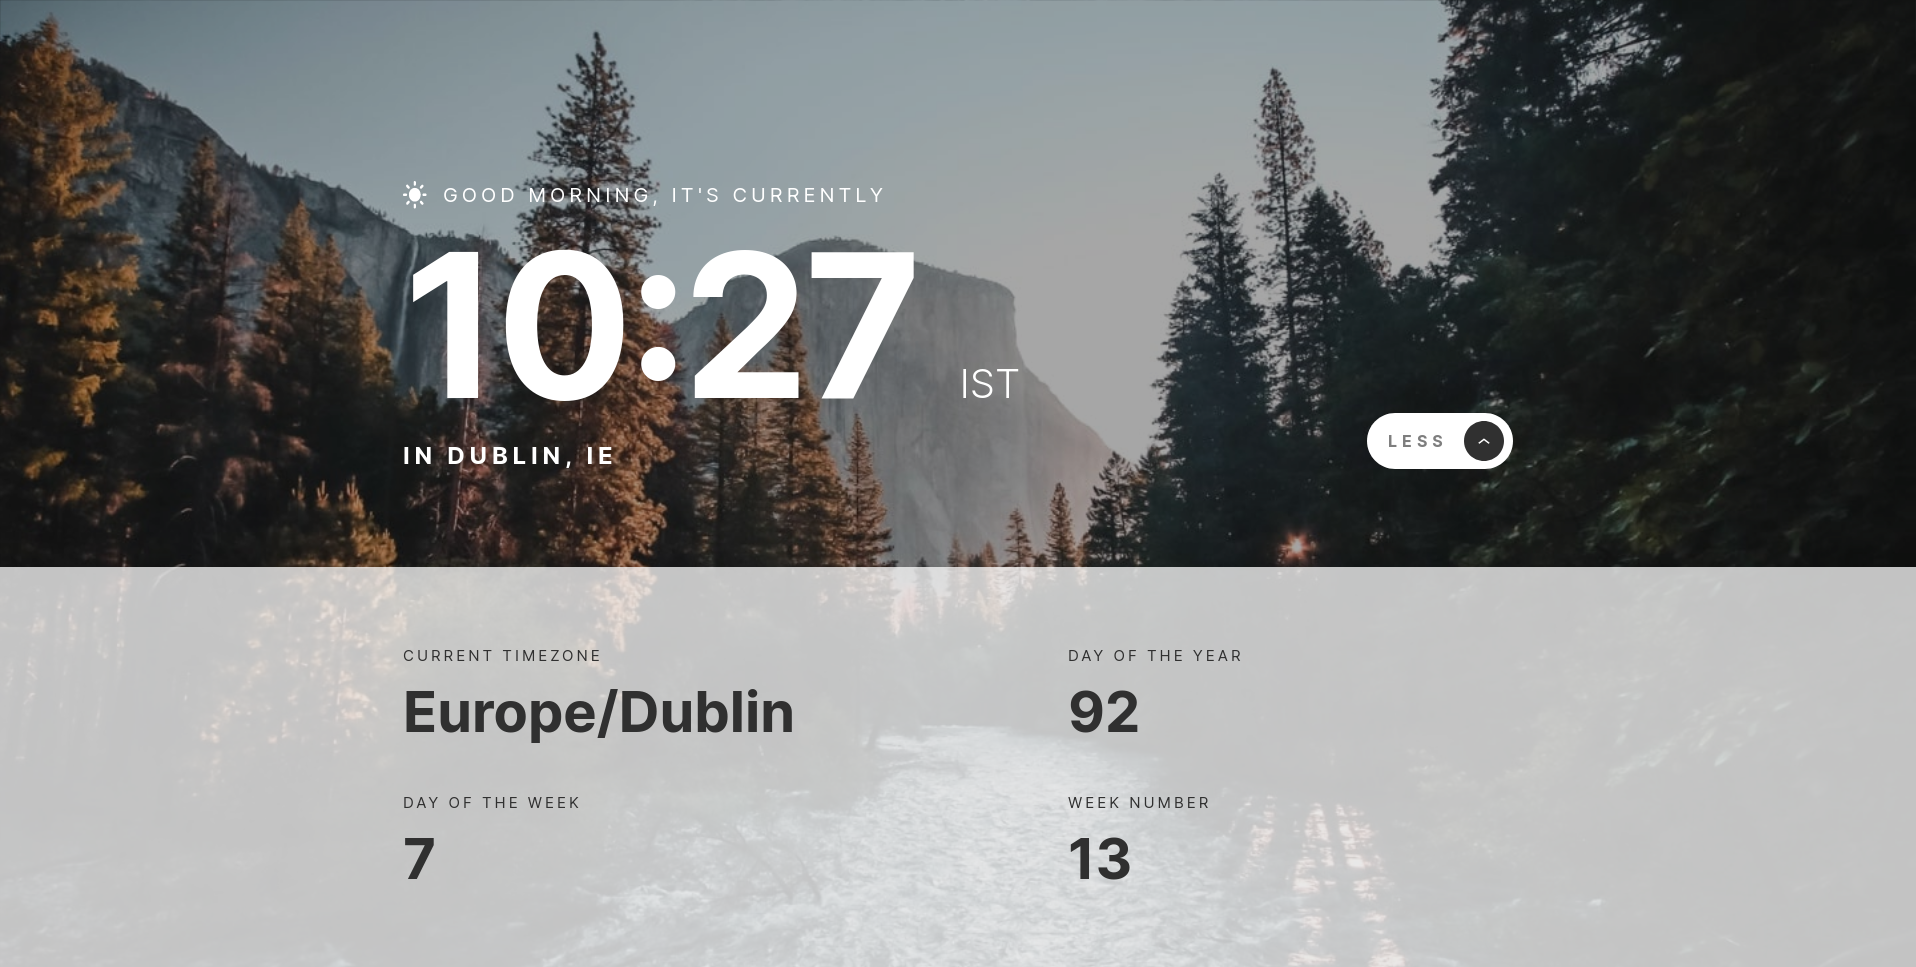 GOOD MORNING, IT'S CURRENTLY
10:27 IST
IN DUBLIN, IE
LESS
CURRENT TIMEZONE
Europe/Dublin
DAY OF THE YEAR
92
DAY OF THE WEEK
7
WEEK NUMBER
13